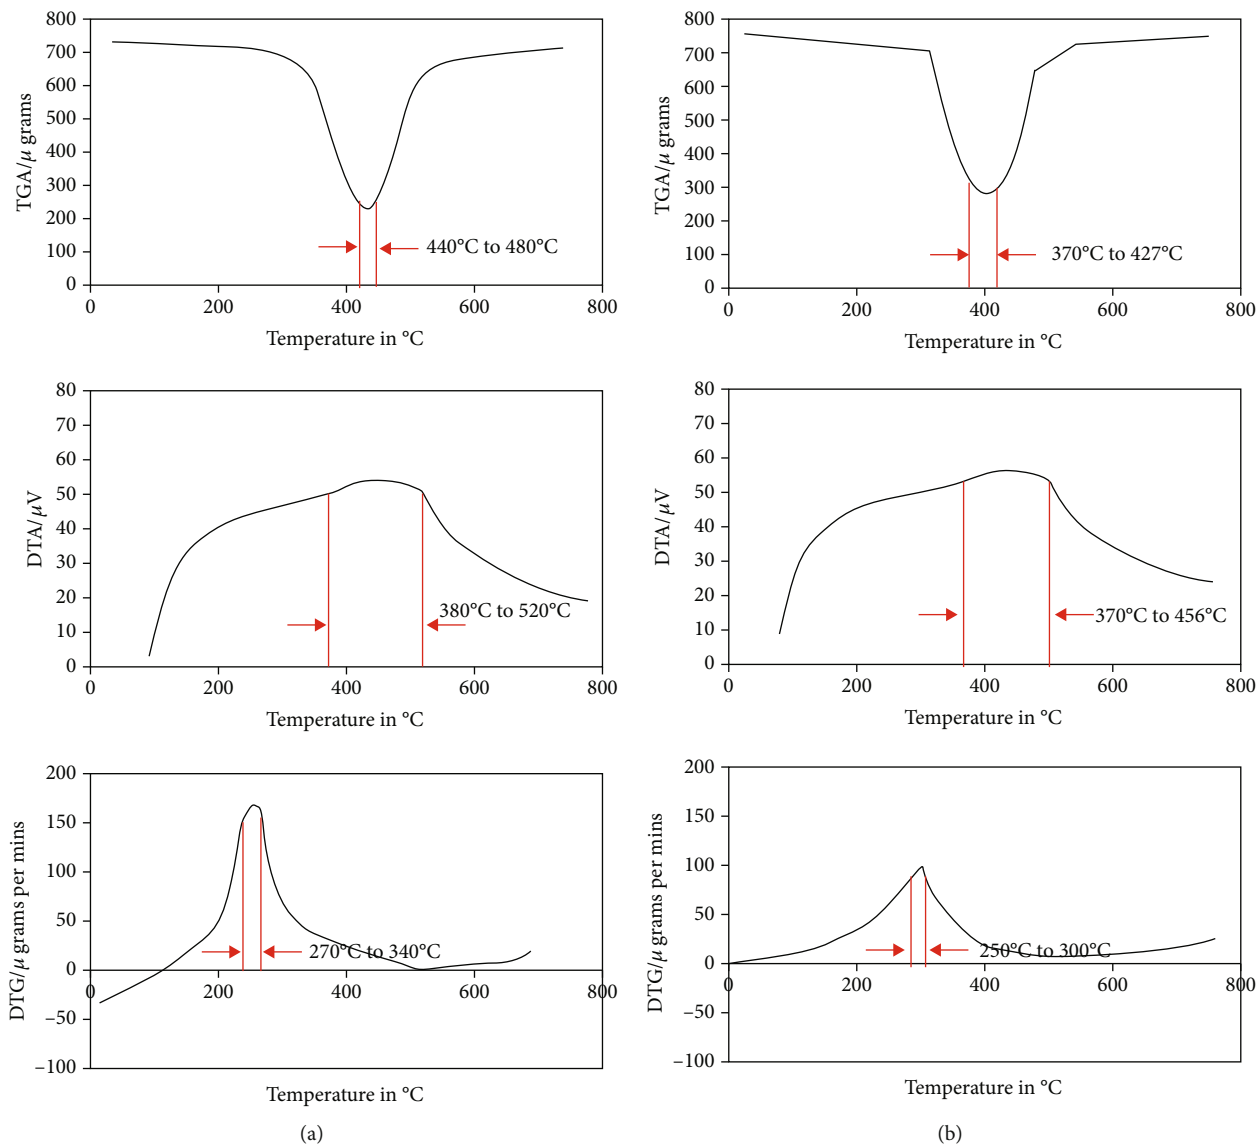 800
700
600
500
400
300
200
100
0
TGA/μ grams
440°C to 480°C
0 200 400 600 800
Temperature in °C
800
700
600
500
400
300
200
100
0
TGA/μ grams
370°C to 427°C
0 200 400 600 800
Temperature in °C
80
70
60
50
40
30
20
10
0
DTA/μV
380°C to 520°C
0 200 400 600 800
Temperature in °C
80
70
60
50
40
30
20
10
0
DTA/μV
370°C to 456°C
0 200 400 600 800
Temperature in °C
200
150
100
50
0
–50
–100
DTG/μ grams per mins
270°C to 340°C
0 200 400 600 800
Temperature in °C
(a)
200
150
100
50
0
–50
–100
DTG/μ grams per mins
250°C to 300°C
0 200 400 600 800
Temperature in °C
(b)